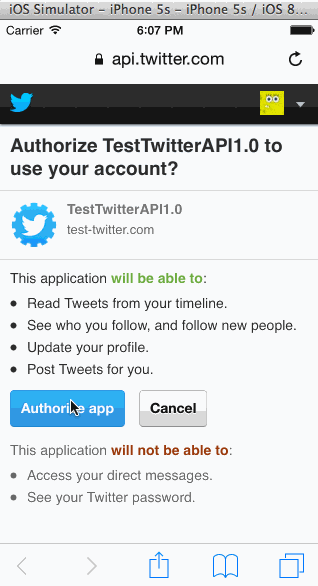 iOS Simulator - iPhone 5s - iPhone 5s / iOS 8...
Carrier 6:07 PM
api.twitter.com
Authorize TestTwitterAPI1.0 to
use your account?
TestTwitterAPI1.0
test-twitter.com
This application will be able to:
• Read Tweets from your timeline.
• See who you follow, and follow new people.
• Update your profile.
• Post Tweets for you.
Authorize app Cancel
This application will not be able to:
• Access your direct messages.
• See your Twitter password.